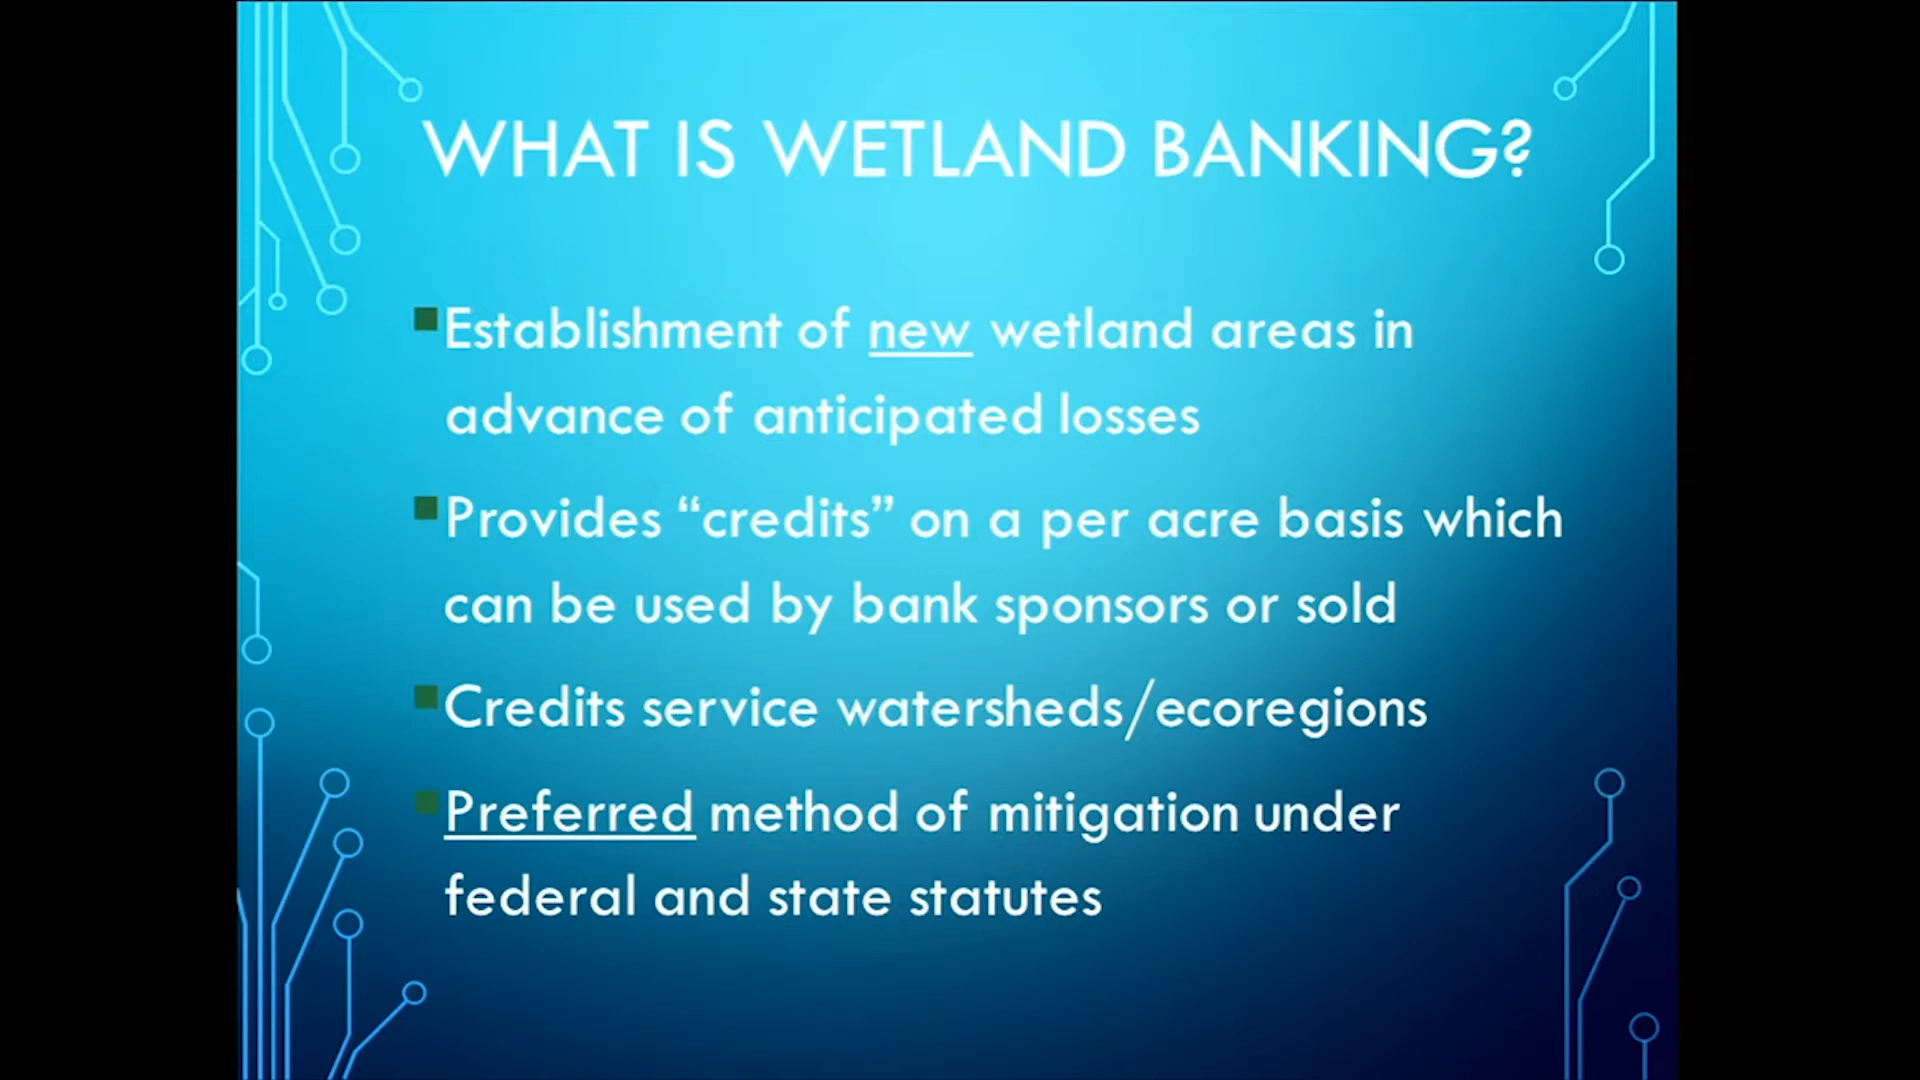 WHAT IS WETLAND BANKING?
Establishment of new wetland areas in
advance of anticipated losses
Provides “credits” on a per acre basis which
can be used by bank sponsors or sold
Credits service watersheds/ecoregions
Preferred method of mitigation under
federal and state statutes